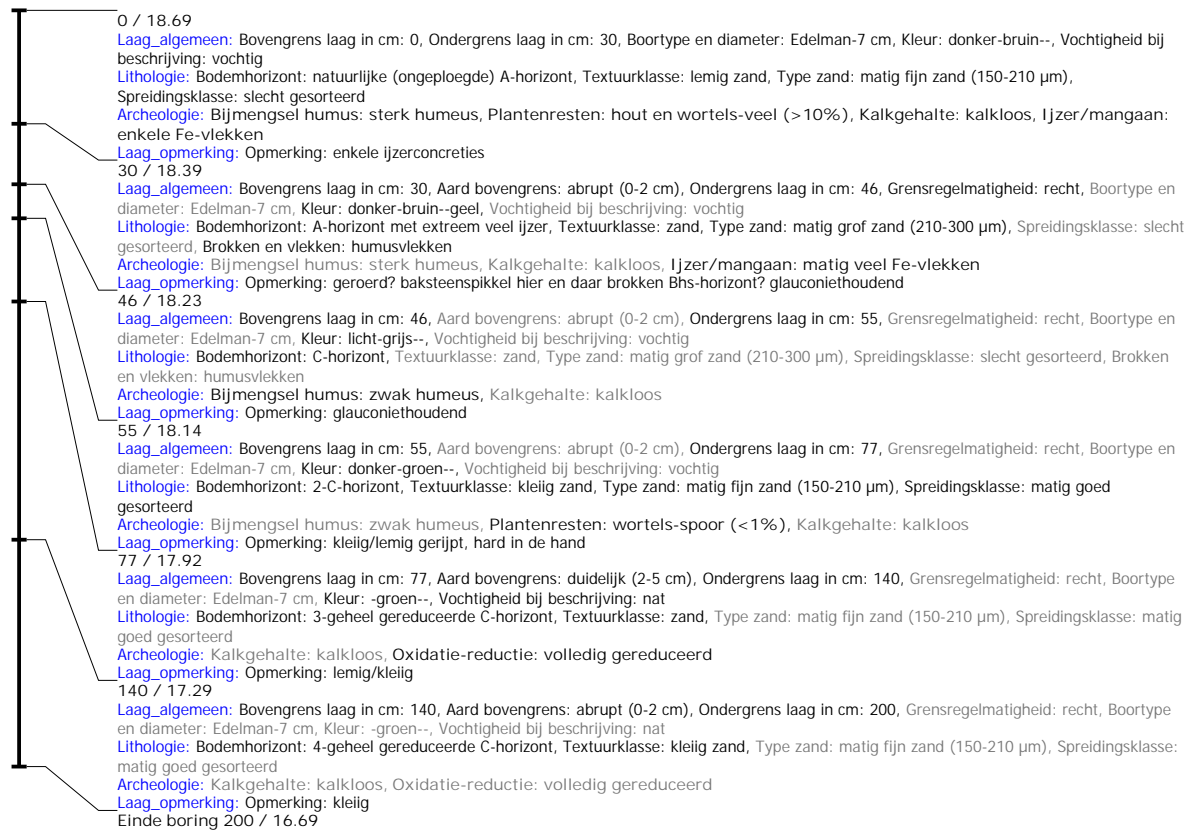 0 / 18.69
Laag_algemeen: Bovengrens laag in cm: 0, Ondergrens laag in cm: 30, Boortype en diameter: Edelman-7 cm, Kleur: donker-bruin--, Vochtigheid bij
beschrijving: vochtig
Lithologie: Bodemhorizont: natuurlijke (ongeploegde) A-horizont, Textuurklasse: lemig zand, Type zand: matig fijn zand (150-210 µm),
Spreidingsklasse: slecht gesorteerd
Archeologie: Bijmengsel humus: sterk humeus, Plantenresten: hout en wortels-veel (>10%), Kalkgehalte: kalkloos, Ijzer/mangaan:
enkele Fe-vlekken
Laag_opmerking: Opmerking: enkele ijzerconcreties
30 / 18.39
Laag_algemeen: Bovengrens laag in cm: 30, Aard bovengrens: abrupt (0-2 cm), Ondergrens laag in cm: 46, Grensregelmatigheid: recht, Boortype en
diameter: Edelman-7 cm, Kleur: donker-bruin--geel, Vochtigheid bij beschrijving: vochtig
Lithologie: Bodemhorizont: A-horizont met extreem veel ijzer, Textuurklasse: zand, Type zand: matig grof zand (210-300 µm), Spreidingsklasse: slecht
gesorteerd, Brokken en vlekken: humusvlekken
Archeologie: Bijmengsel humus: sterk humeus, Kalkgehalte: kalkloos, Ijzer/mangaan: matig veel Fe-vlekken
Laag_opmerking: Opmerking: geroerd? baksteenspikkel hier en daar brokken Bhs-horizont? glauconiethoudend
46 / 18.23
Laag_algemeen: Bovengrens laag in cm: 46, Aard bovengrens: abrupt (0-2 cm), Ondergrens laag in cm: 55, Grensregelmatigheid: recht, Boortype en
diameter: Edelman-7 cm, Kleur: licht-grijs--, Vochtigheid bij beschrijving: vochtig
Lithologie: Bodemhorizont: C-horizont, Textuurklasse: zand, Type zand: matig grof zand (210-300 µm), Spreidingsklasse: slecht gesorteerd, Brokken
en vlekken: humusvlekken
Archeologie: Bijmengsel humus: zwak humeus, Kalkgehalte: kalkloos
Laag_opmerking: Opmerking: glauconiethoudend
55 / 18.14
Laag_algemeen: Bovengrens laag in cm: 55, Aard bovengrens: abrupt (0-2 cm), Ondergrens laag in cm: 77, Grensregelmatigheid: recht, Boortype en
diameter: Edelman-7 cm, Kleur: donker-groen--, Vochtigheid bij beschrijving: vochtig
Lithologie: Bodemhorizont: 2-C-horizont, Textuurklasse: kleiig zand, Type zand: matig fijn zand (150-210 µm), Spreidingsklasse: matig goed
gesorteerd
Archeologie: Bijmengsel humus: zwak humeus, Plantenresten: wortels-spoor (<1%), Kalkgehalte: kalkloos
Laag_opmerking: Opmerking: kleiig/lemig gerijpt, hard in de hand
77 / 17.92
Laag_algemeen: Bovengrens laag in cm: 77, Aard bovengrens: duidelijk (2-5 cm), Ondergrens laag in cm: 140, Grensregelmatigheid: recht, Boortype
en diameter: Edelman-7 cm, Kleur: -groen--, Vochtigheid bij beschrijving: nat
Lithologie: Bodemhorizont: 3-geheel gereduceerde C-horizont, Textuurklasse: zand, Type zand: matig fijn zand (150-210 µm), Spreidingsklasse: matig
goed gesorteerd
Archeologie: Kalkgehalte: kalkloos, Oxidatie-reductie: volledig gereduceerd
Laag_opmerking: Opmerking: lemig/kleiig
140 / 17.29
Laag_algemeen: Bovengrens laag in cm: 140, Aard bovengrens: abrupt (0-2 cm), Ondergrens laag in cm: 200, Grensregelmatigheid: recht, Boortype
en diameter: Edelman-7 cm, Kleur: -groen--, Vochtigheid bij beschrijving: nat
Lithologie: Bodemhorizont: 4-geheel gereduceerde C-horizont, Textuurklasse: kleiig zand, Type zand: matig fijn zand (150-210 µm), Spreidingsklasse:
matig goed gesorteerd
Archeologie: Kalkgehalte: kalkloos, Oxidatie-reductie: volledig gereduceerd
Laag_opmerking: Opmerking: kleiig
Einde boring 200 / 16.69